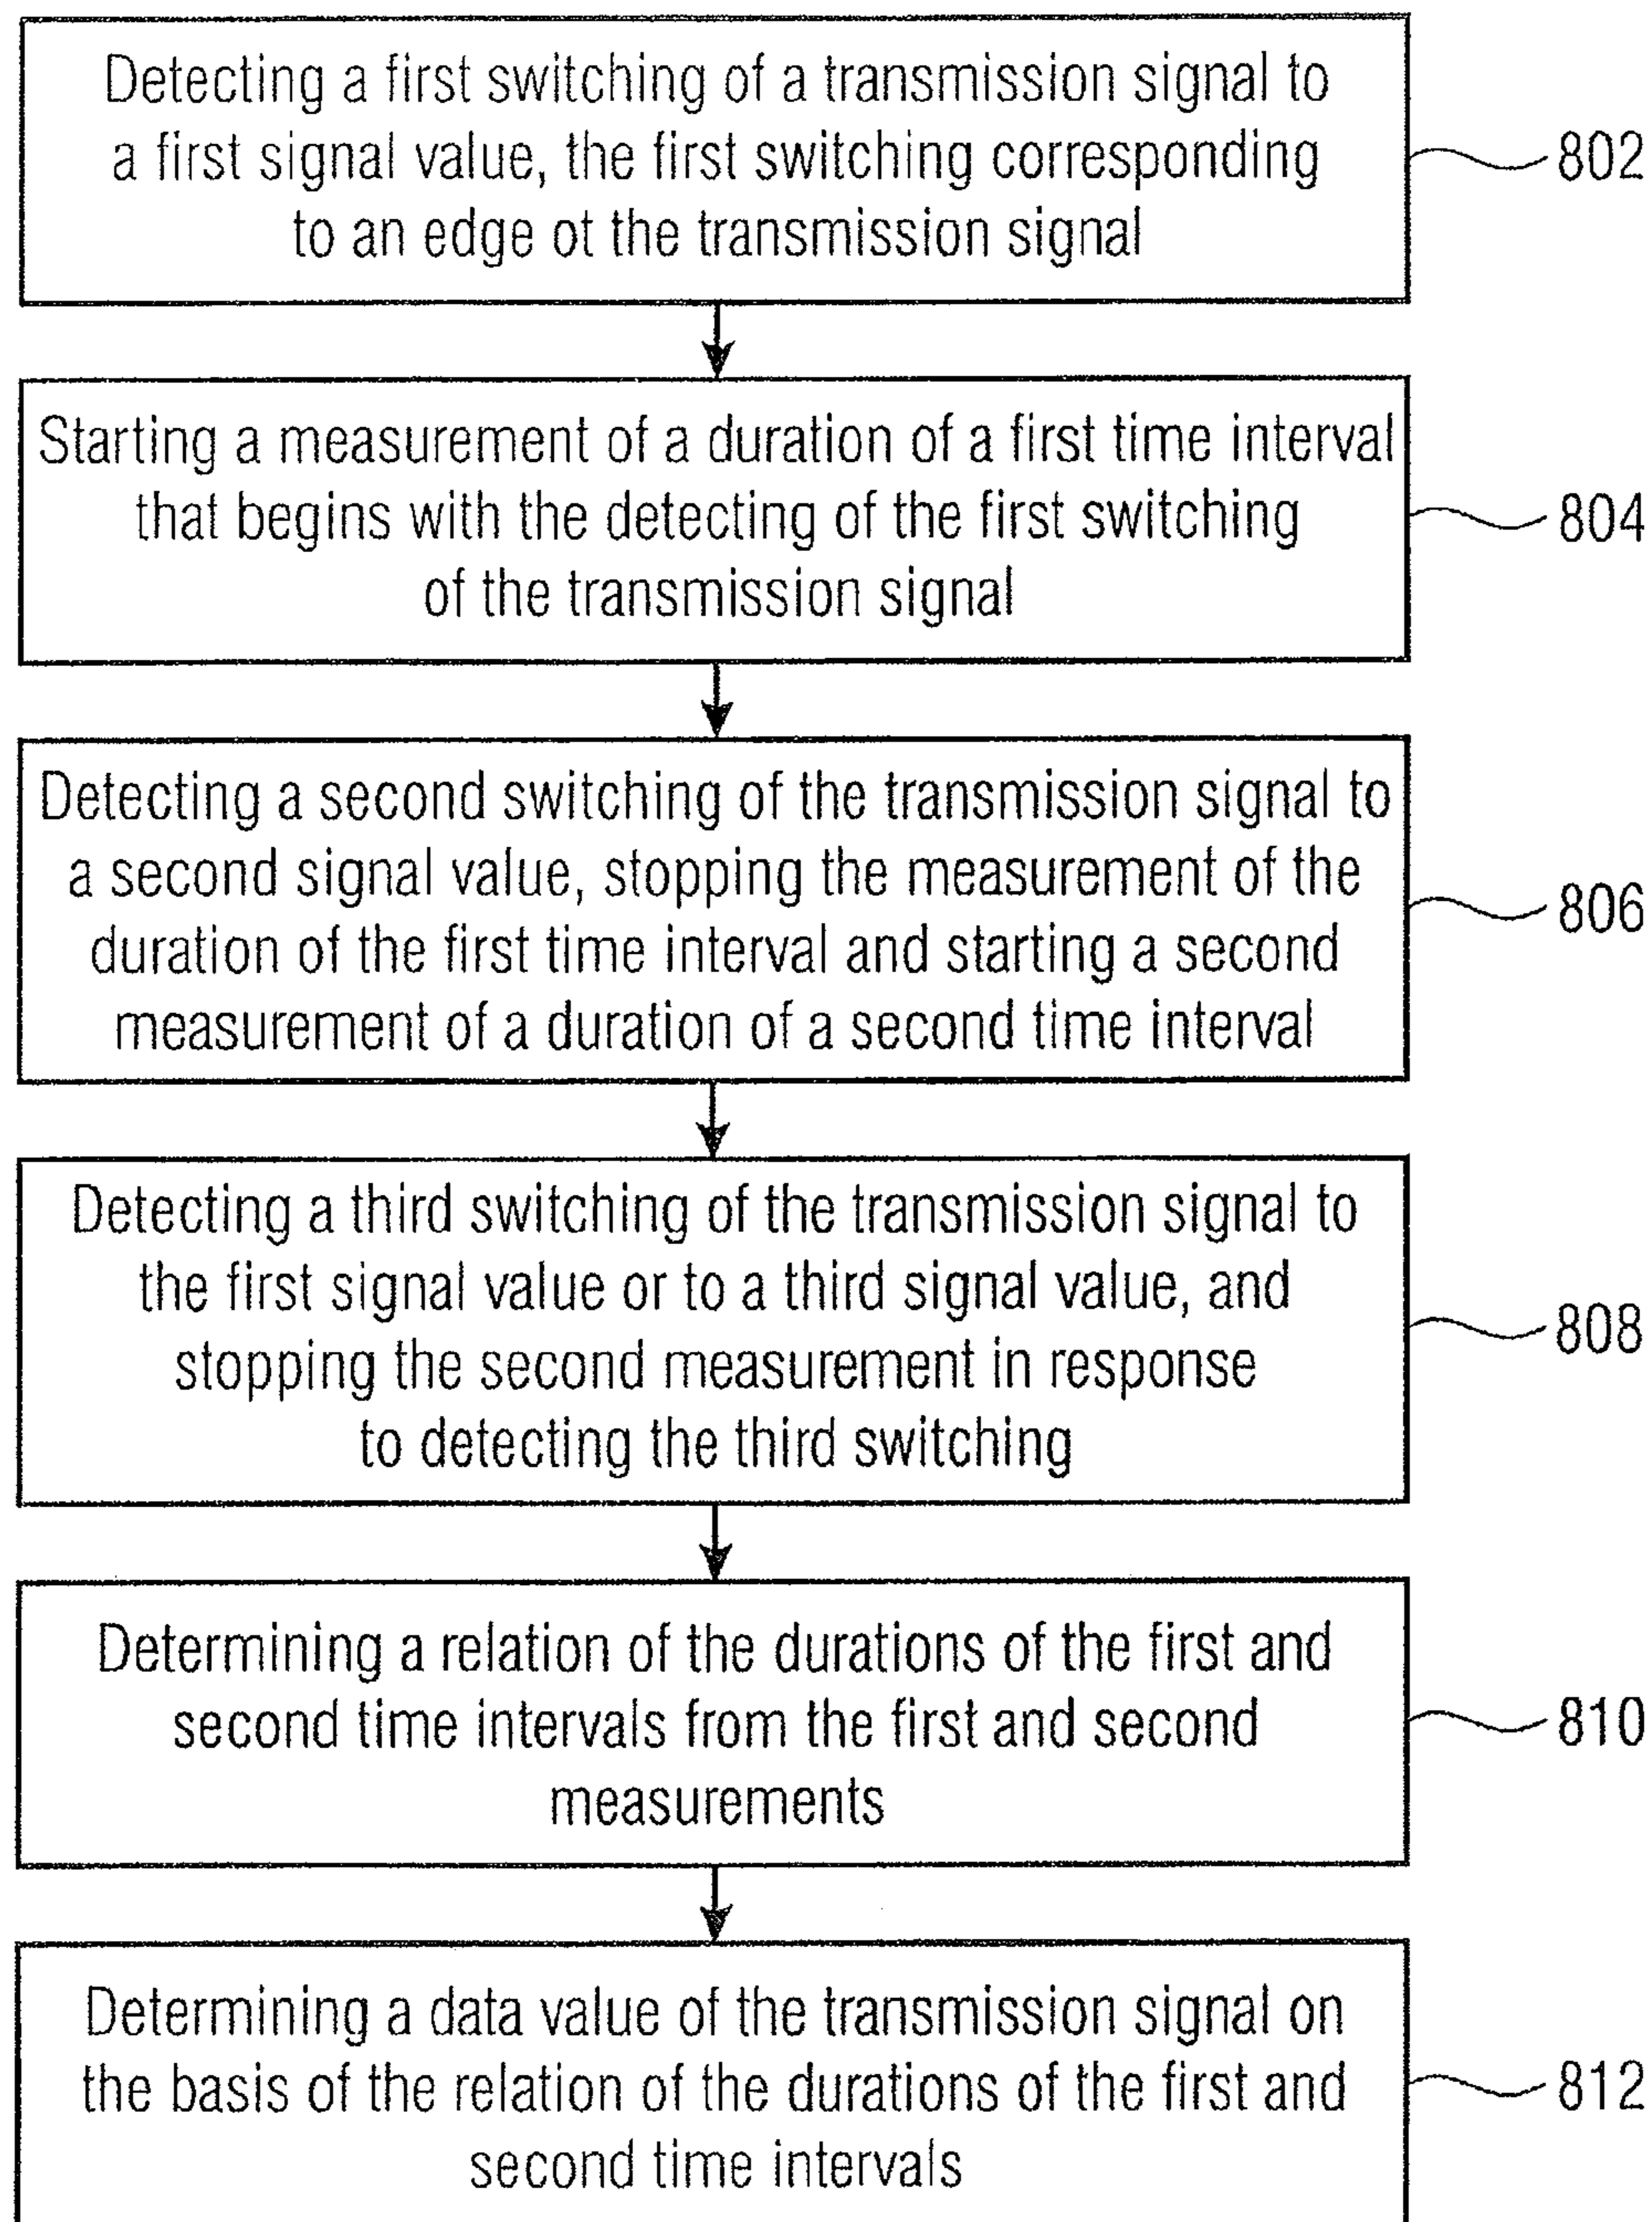 Detecting a first switching of a transmission signal to
a first signal value, the first switching corresponding
to an edge ot the transmission signal
802
Starting a measurement of a duration of a first time interval
that begins with the detecting of the first switching
of the transmission signal
804
Detecting a second switching of the transmission signal to
a second signal value, stopping the measurement of the
duration of the first time interval and starting a second
measurement of a duration of a second time interval
806
Detecting a third switching of the transmission signal to
the first signal value or to a third signal value, and
stopping the second measurement in response
to detecting the third switching
808
Determining a relation of the durations of the first and
second time intervals from the first and second
measurements
810
Determining a data value of the transmission signal on
the basis of the relation of the durations of the first and
second time intervals
812